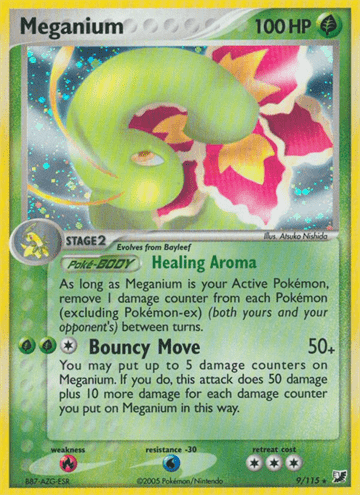 Meganium 100 HP
Illus. Atsuko Nishida
STAGE 2
Evolves from Bayleef
Poké-BODY Healing Aroma
As long as Meganium is your Active Pokémon,
remove 1 damage counter from each Pokémon
(excluding Pokémon-ex) (both yours and your
opponent's) between turns.
Bouncy Move 50+
You may put up to 5 damage counters on
Meganium. If you do, this attack does 50 damage
plus 10 more damage for each damage counter
you put on Meganium in this way.
weakness resistance -30 retreat cost
B87-AZG-ESR ©2005 Pokémon/Nintendo 9/115 ★